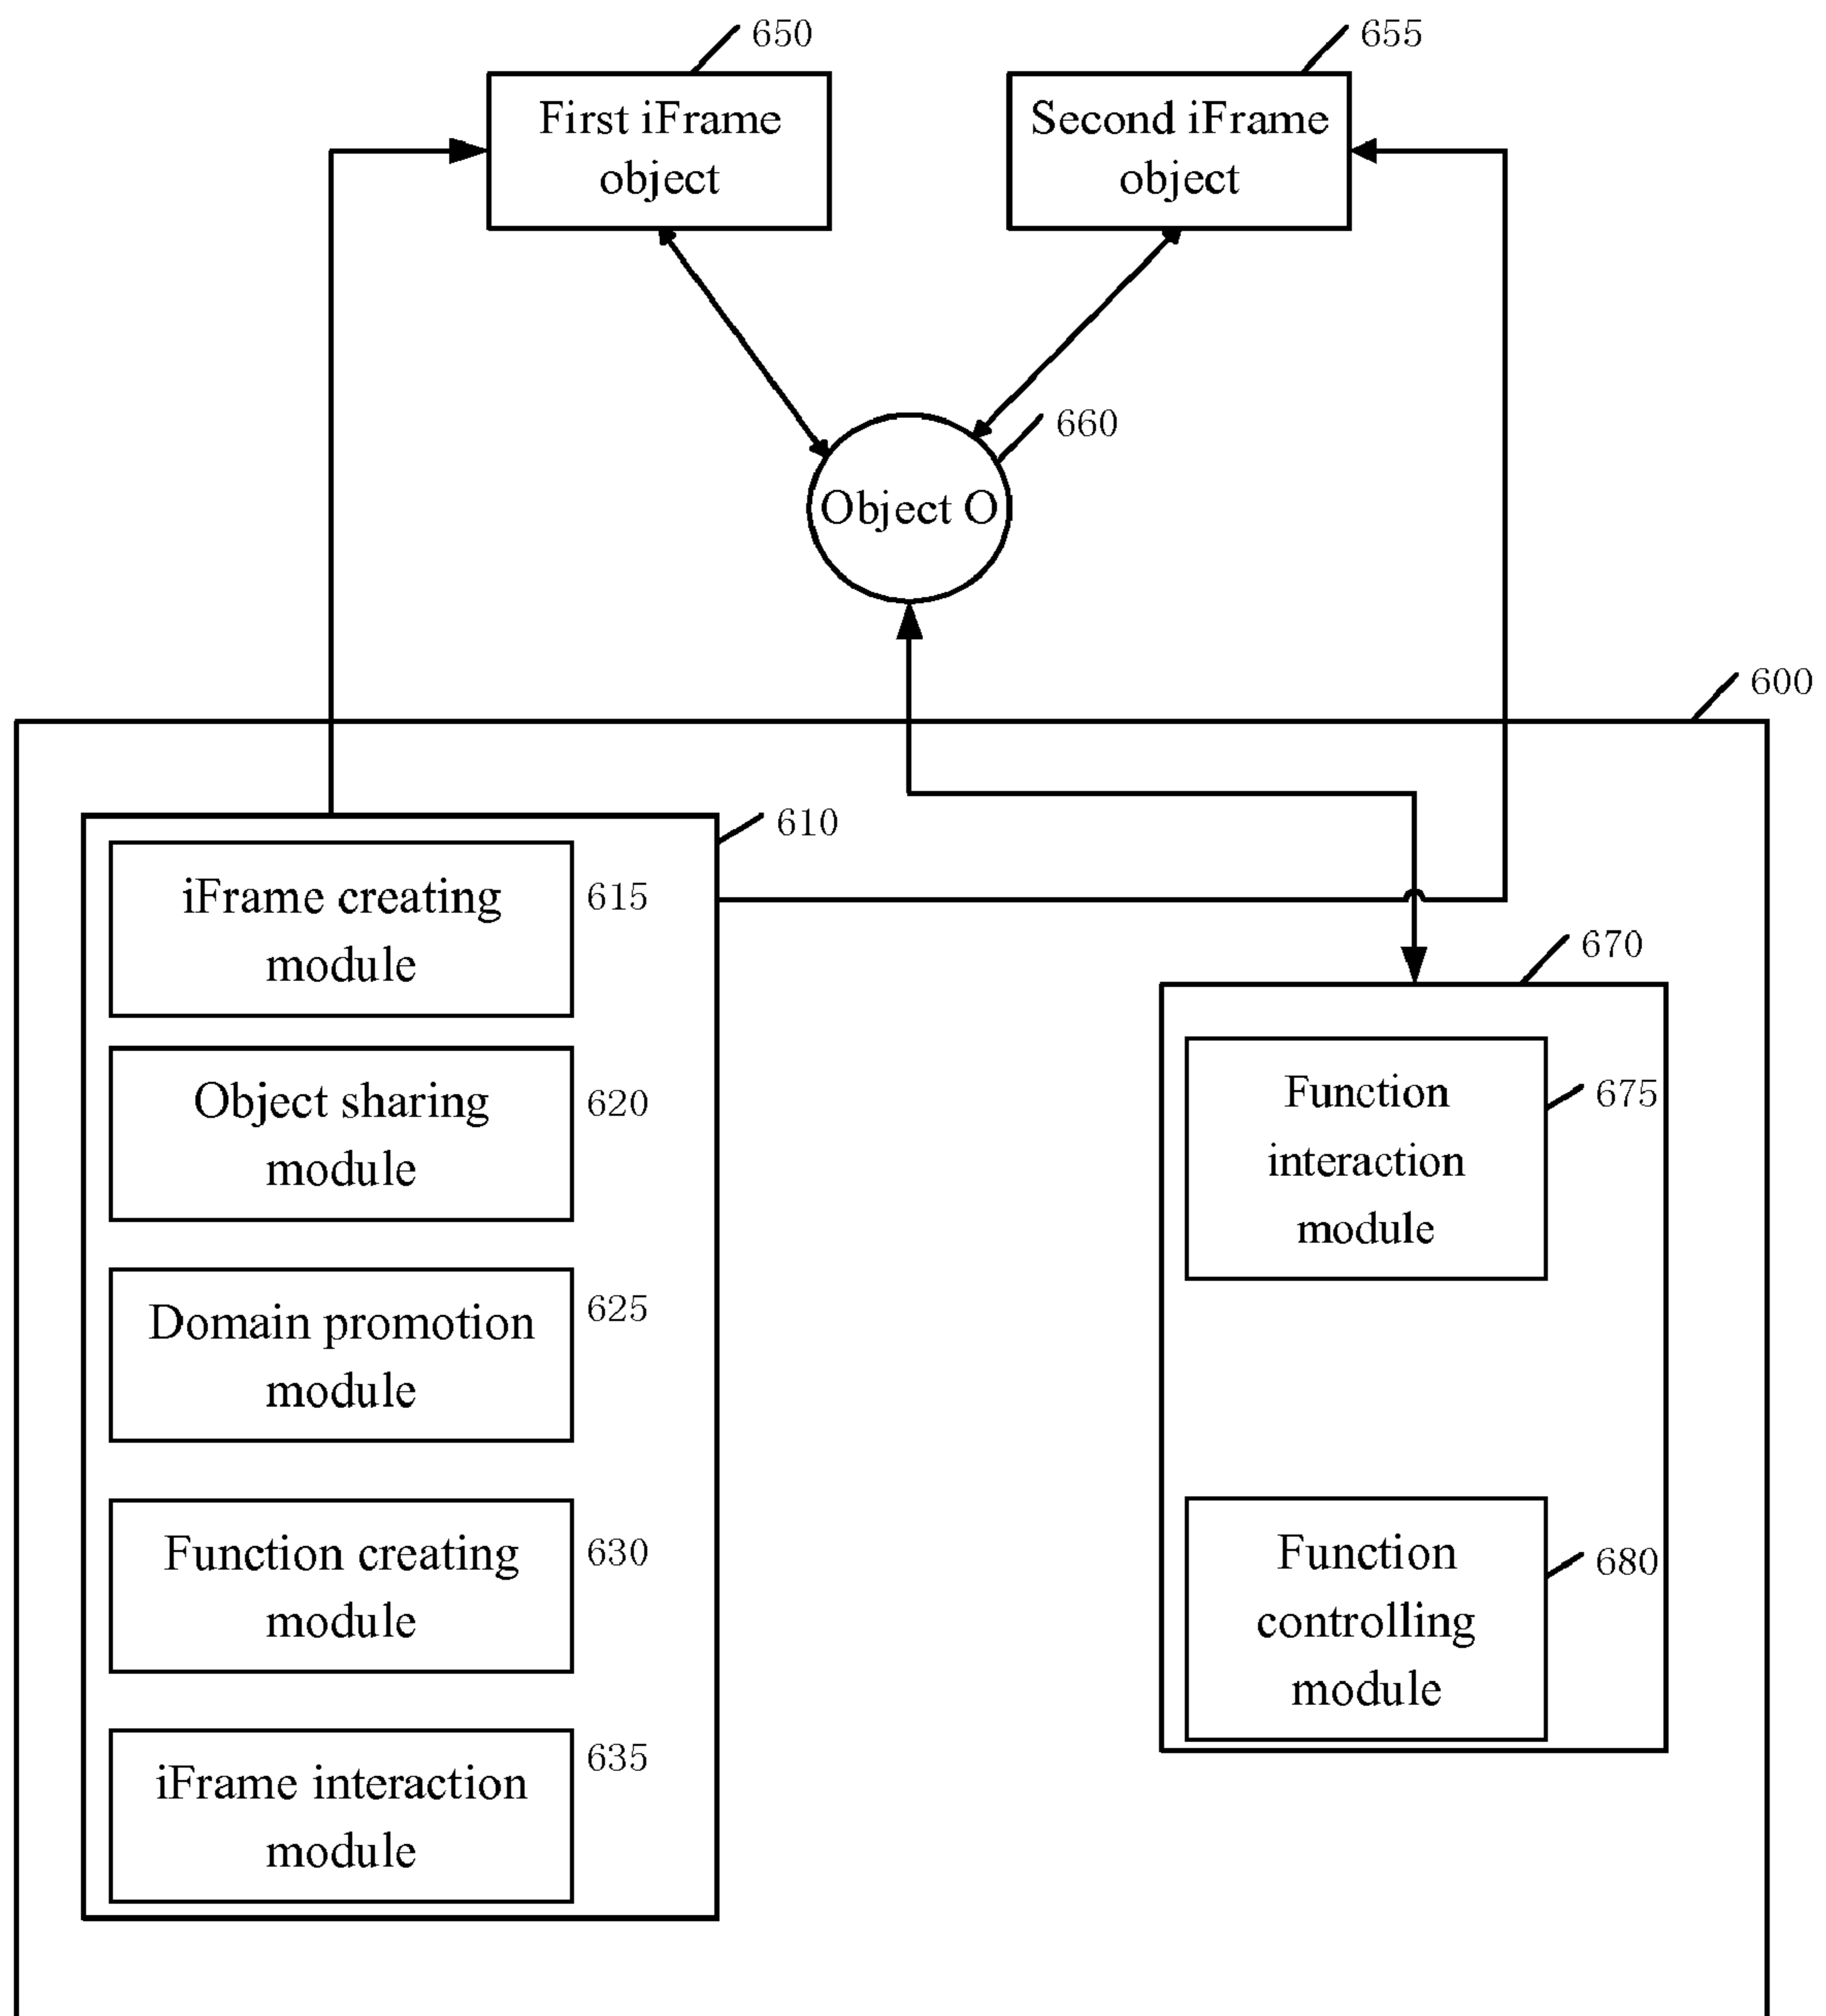 650
655
First iFrame
object
Second iFrame
object
660
Object O
600
610
iFrame creating
module
615
670
Object sharing
module
620
Function
interaction
module
675
Domain promotion
module
625
Function creating
module
630
Function
controlling
module
680
iFrame interaction
module
635